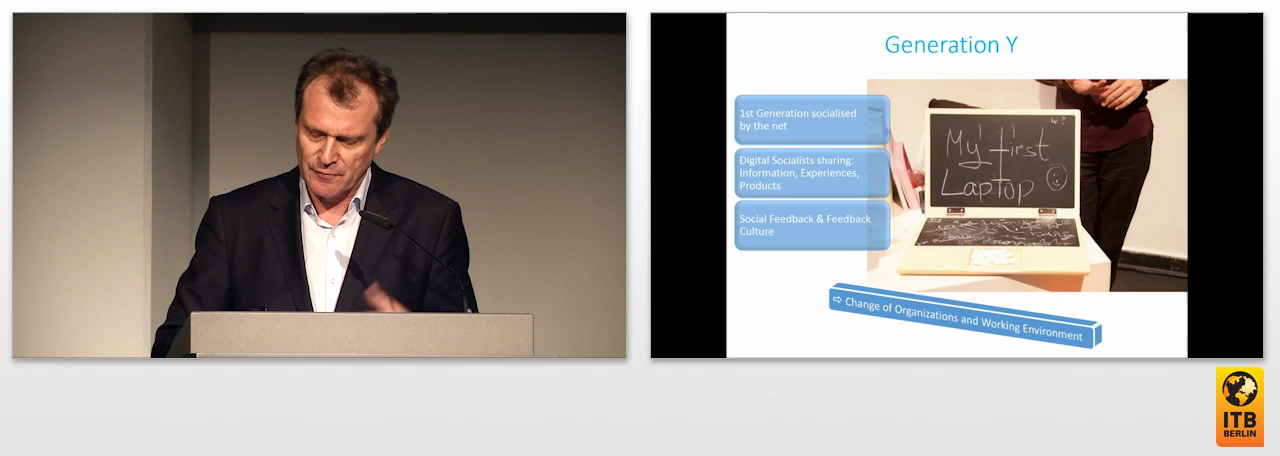 Generation Y
1st Generation socialised
by the net
Digital Socialists sharing:
Information, Experiences,
Products
Social Feedback & Feedback
Culture
My first
Laptop
W?
⇨ Change of Organizations and Working Environment
ITB
BERLIN